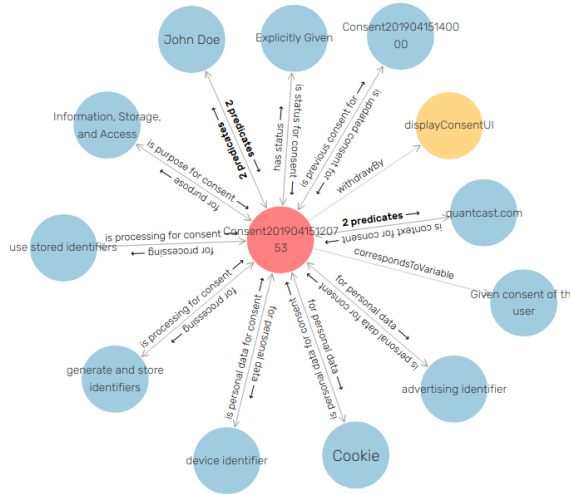 John Doe
Explicitly Given
Consent201904151400
00
Information, Storage,
and Access
displayConsentUI
2 predicates →
← 2 predicates
has status →
is status for consent →
is previous consent for →
is updated consent for →
withdrawBy
is purpose for consent →
← for purpose
use stored identifiers
is processing for consent →
← for processing
Consent201904151207
53
2 predicates →
← is context for consent
quantcast.com
correspondsToVariable
Given consent of th
user
is processing for consent →
← for processing
generate and store
identifiers
is personal data for consent →
← for personal data
device identifier
for personal data →
← is personal data for consent
Cookie
for personal data →
← is personal data for consent
advertising identifier